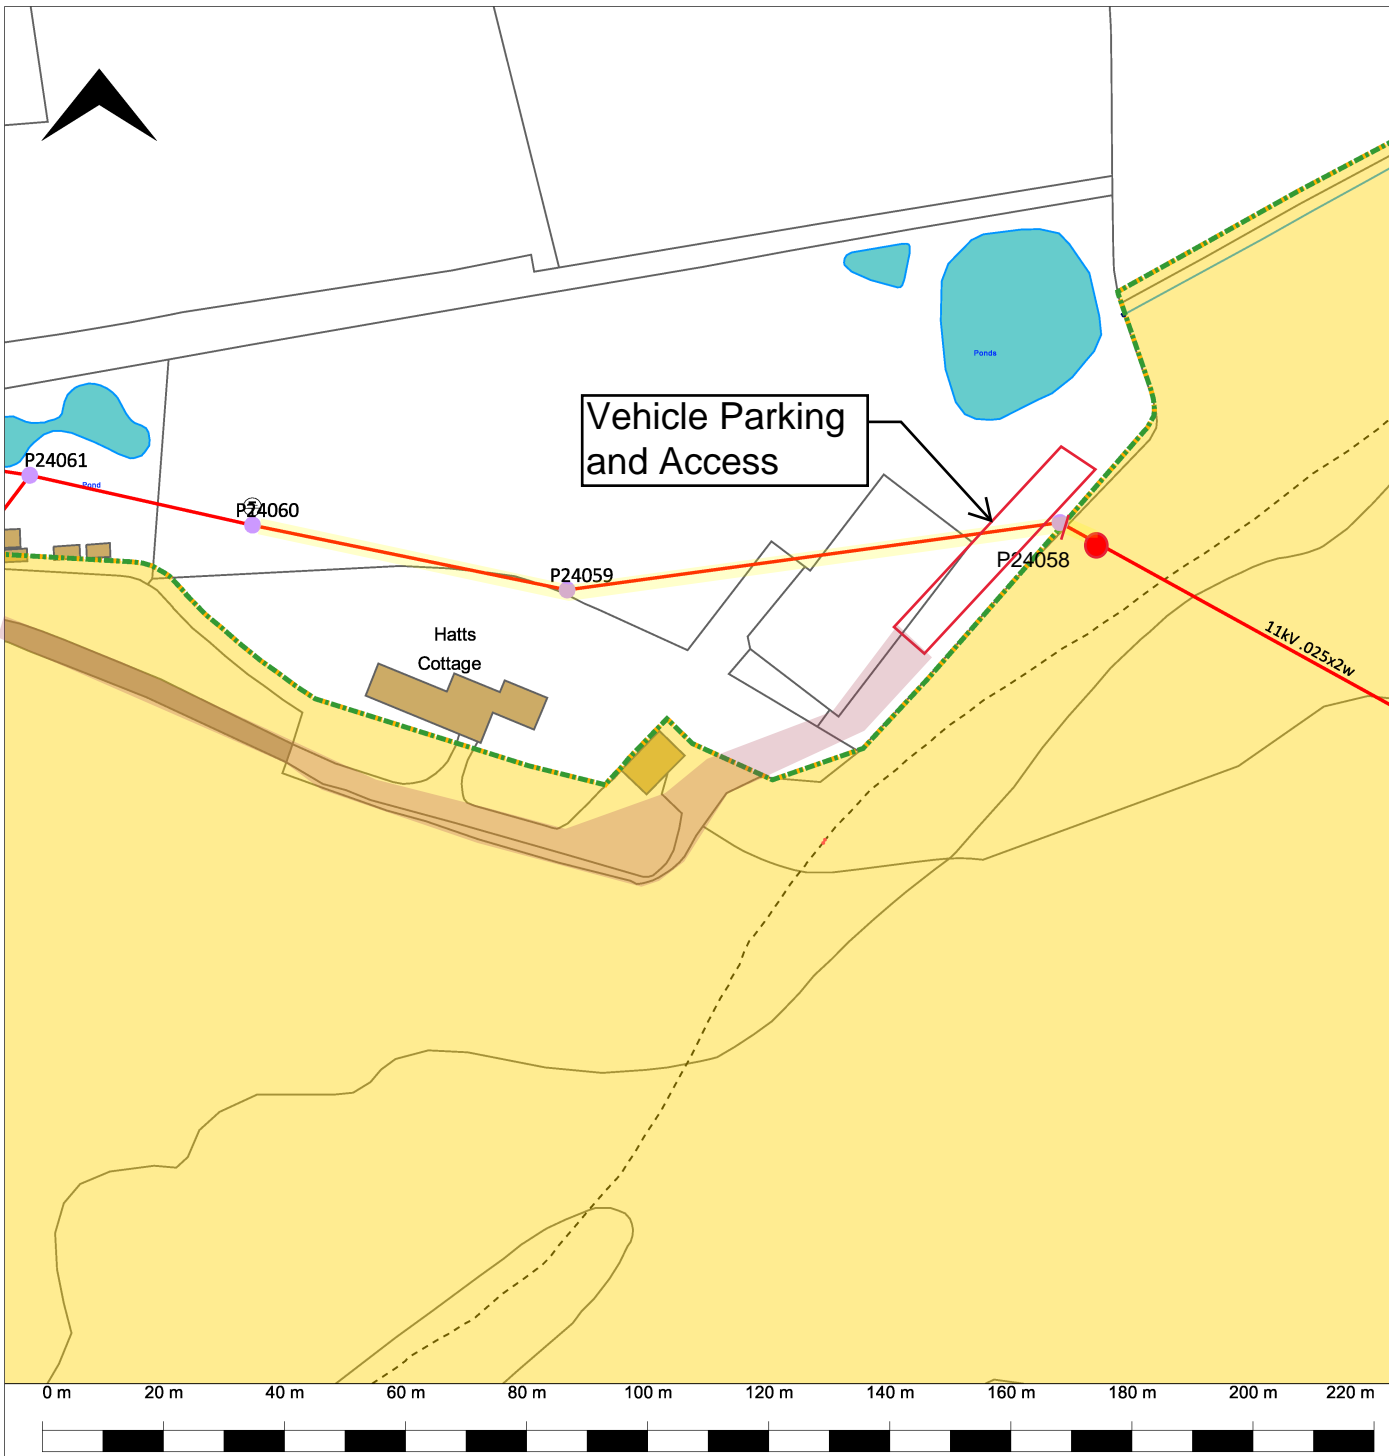 Ponds
Vehicle Parking
and Access
P24061
Pond
P24060
P24058
P24059
11kV .025x2w
Hatts
Cottage
0 m 20 m 40 m 60 m 80 m 100 m 120 m 140 m 160 m 180 m 200 m 220 m